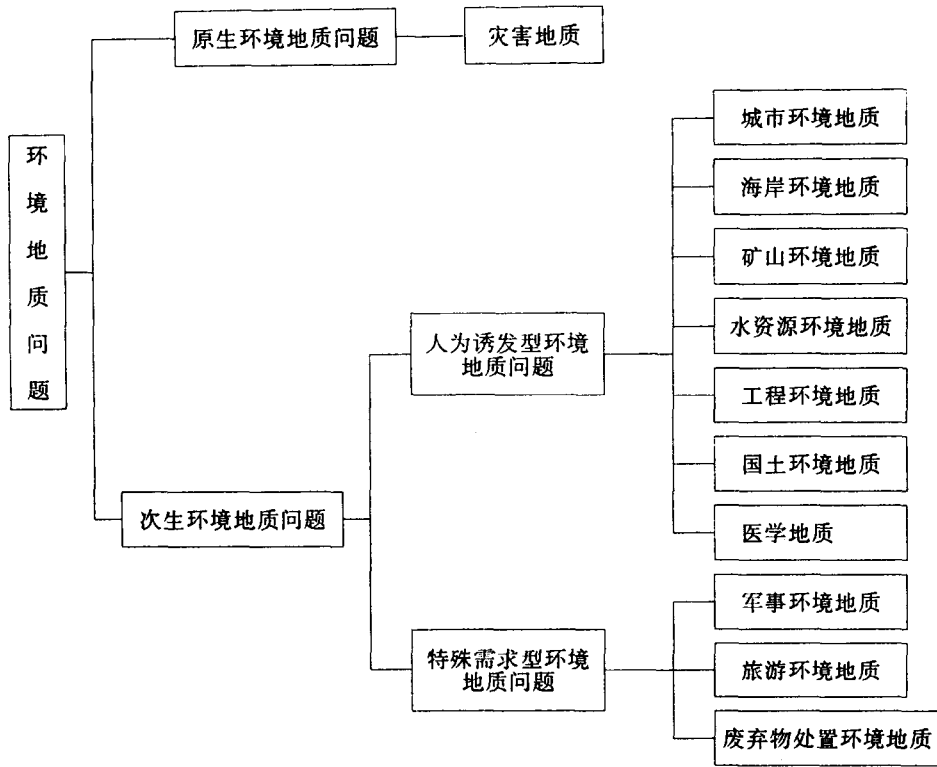 原生环境地质问题
灾害地质
环境地质问题
城市环境地质
海岸环境地质
矿山环境地质
水资源环境地质
工程环境地质
国土环境地质
医学地质
人为诱发型环境
地质问题
次生环境地质问题
特殊需求型环境
地质问题
军事环境地质
旅游环境地质
废弃物处置环境地质